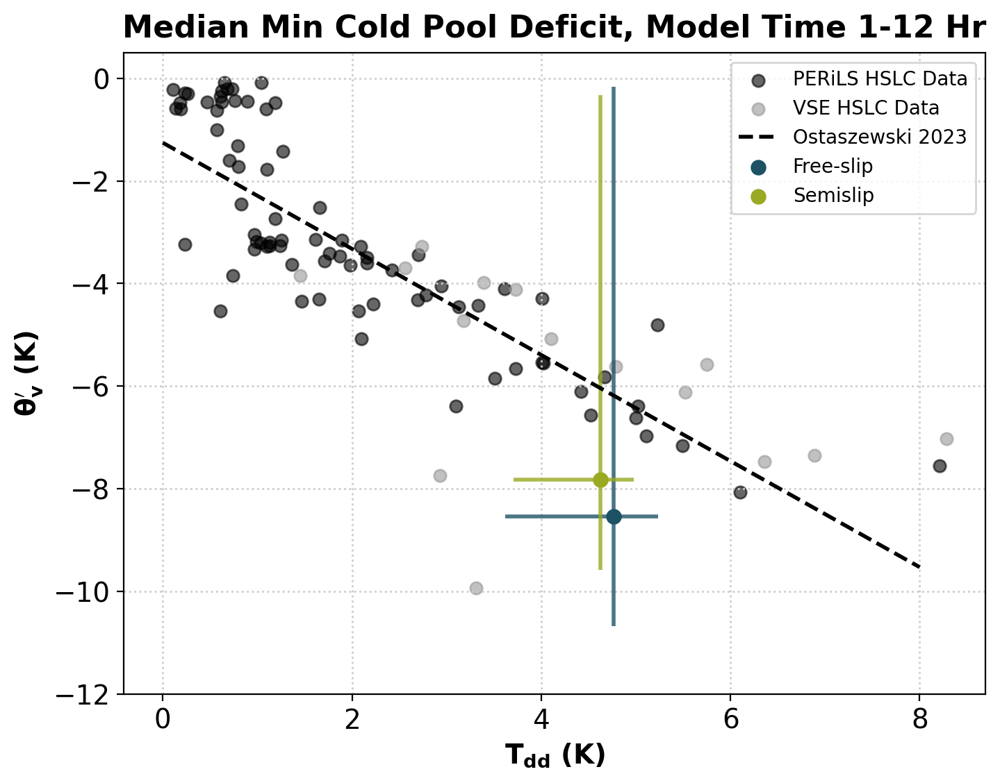 Median Min Cold Pool Deficit, Model Time 1-12 Hr
PERiLS HSLC Data
VSE HSLC Data
Ostaszewski 2023
Free-slip
Semislip
0
−2
−4
−6
−8
−10
−12
θ′v (K)
0 2 4 6 8
Tdd (K)